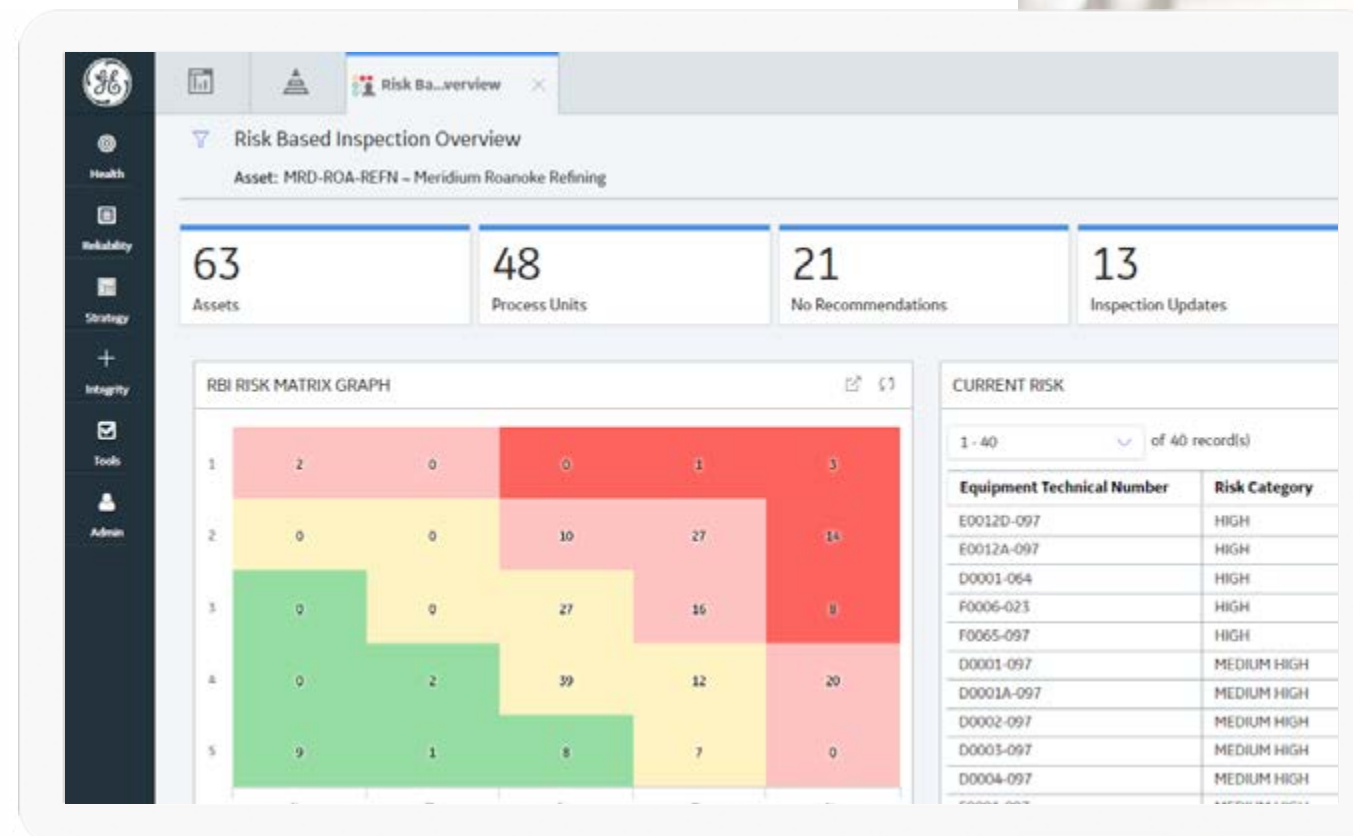 GE
Risk Ba...verview
Health
Reliability
Strategy
Integrity
Tools
Admin
Risk Based Inspection Overview
Asset: MRD-ROA-REFN – Meridium Roanoke Refining
63
Assets
48
Process Units
21
No Recommendations
13
Inspection Updates
RBI RISK MATRIX GRAPH
1 2 0 0 1 3
2 0 0 10 27 14
3 0 0 27 16 8
4 0 2 39 12 20
5 9 1 8 7 0
CURRENT RISK
1 - 40 of 40 record(s)
Equipment Technical Number Risk Category
E0012D-097 HIGH
E0012A-097 HIGH
D0001-064 HIGH
F0006-023 HIGH
F0065-097 HIGH
D0001-097 MEDIUM HIGH
D0001A-097 MEDIUM HIGH
D0002-097 MEDIUM HIGH
D0003-097 MEDIUM HIGH
D0004-097 MEDIUM HIGH